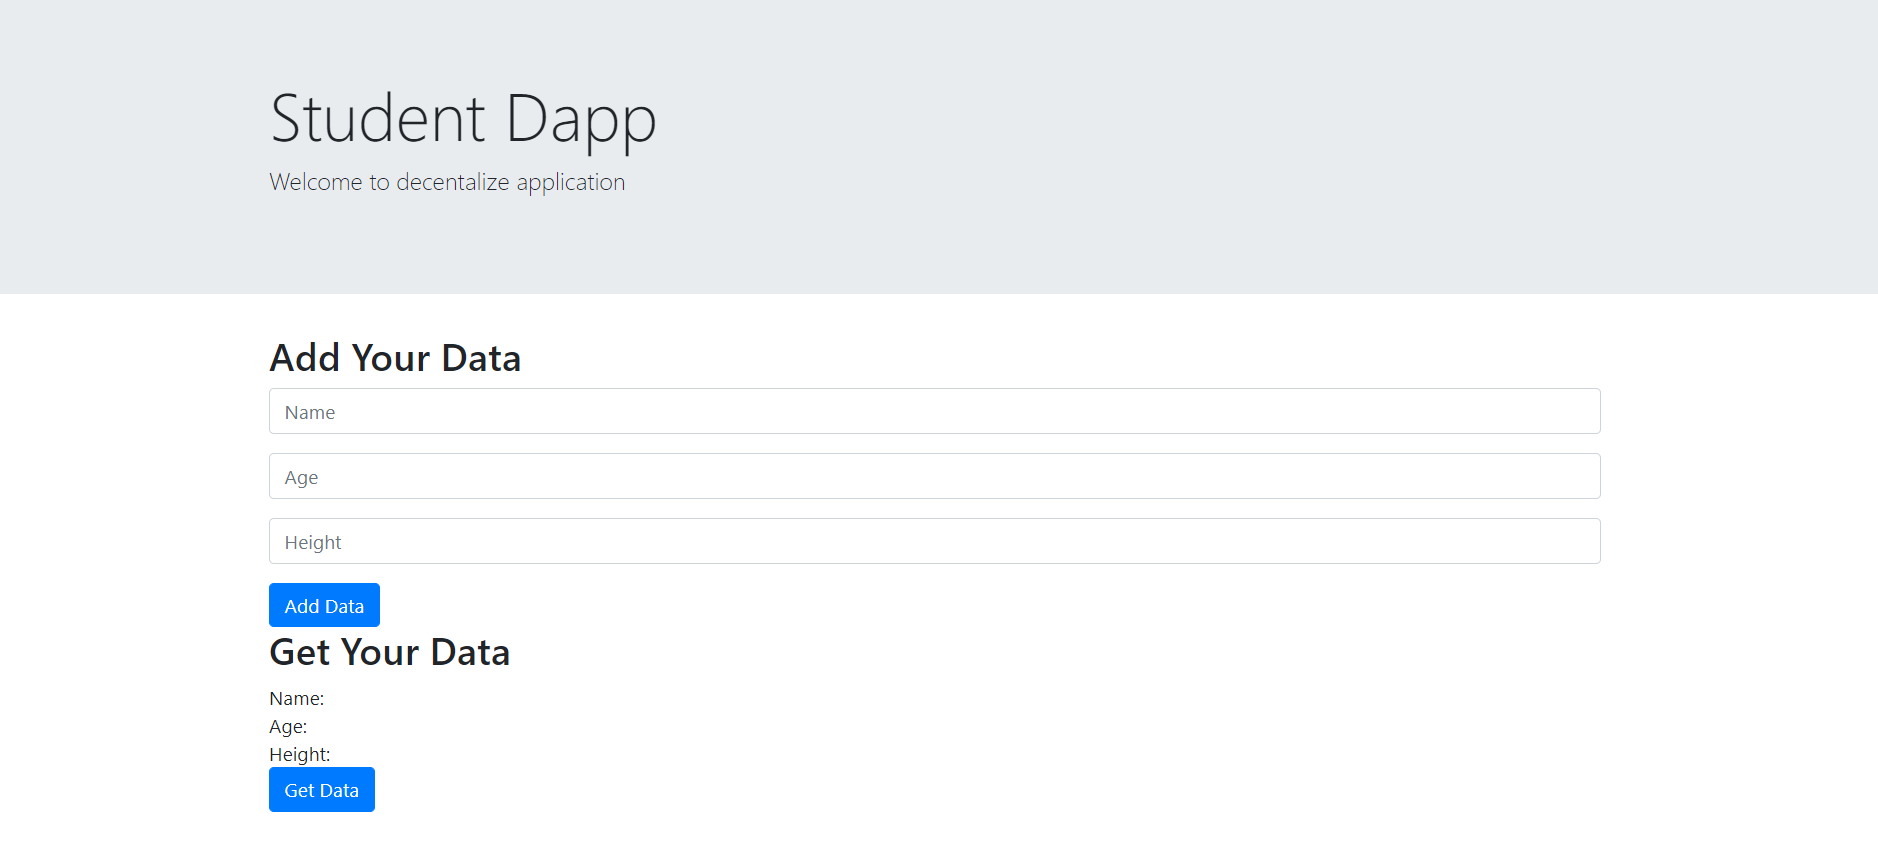 Student Dapp
Welcome to decentalize application
Add Your Data
Name
Age
Height
Add Data
Get Your Data
Name:
Age:
Height:
Get Data